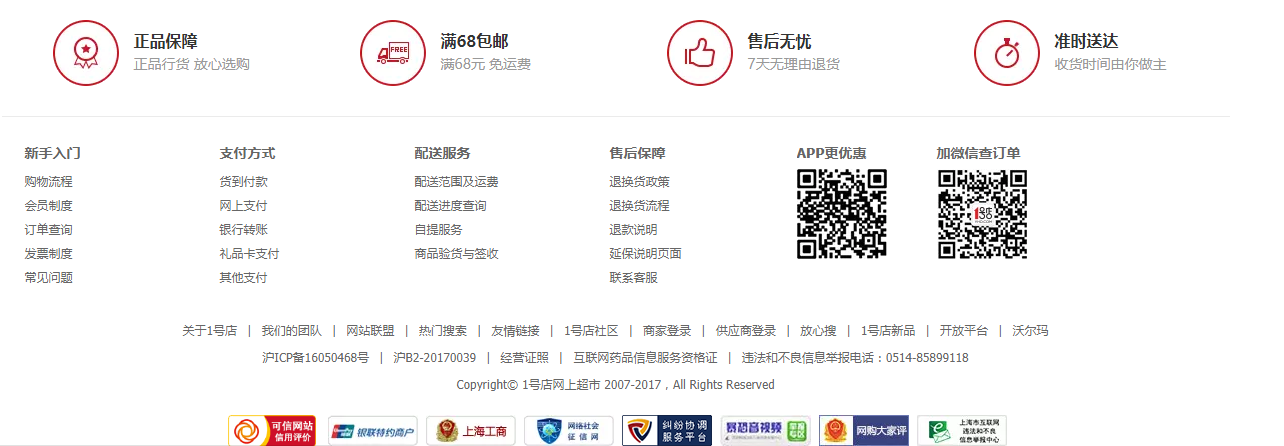 正品保障
正品行货 放心选购
满68包邮
满68元 免运费
FREE
售后无忧
7天无理由退货
准时送达
收货时间由你做主
新手入门
购物流程
会员制度
订单查询
发票制度
常见问题
支付方式
货到付款
网上支付
银行转账
礼品卡支付
其他支付
配送服务
配送范围及运费
配送进度查询
自提服务
商品验货与签收
售后保障
退换货政策
退换货流程
退款说明
延保说明页面
联系客服
APP更优惠
加微信查订单
1号店
关于1号店 | 我们的团队 | 网站联盟 | 热门搜索 | 友情链接 | 1号店社区 | 商家登录 | 供应商登录 | 放心搜 | 1号店新品 | 开放平台 | 沃尔玛
沪ICP备16050468号 | 沪B2-20170039 | 经营证照 | 互联网药品信息服务资格证 | 违法和不良信息举报电话：0514-85899118
Copyright© 1号店网上超市 2007-2017，All Rights Reserved
可信网站
信用评价
银联特约商户
上海工商
网络社会
征信网
纠纷协调
服务平台
暴恐音视频
举报专区
网购大家评
上海市互联网
违法和不良
信息举报中心